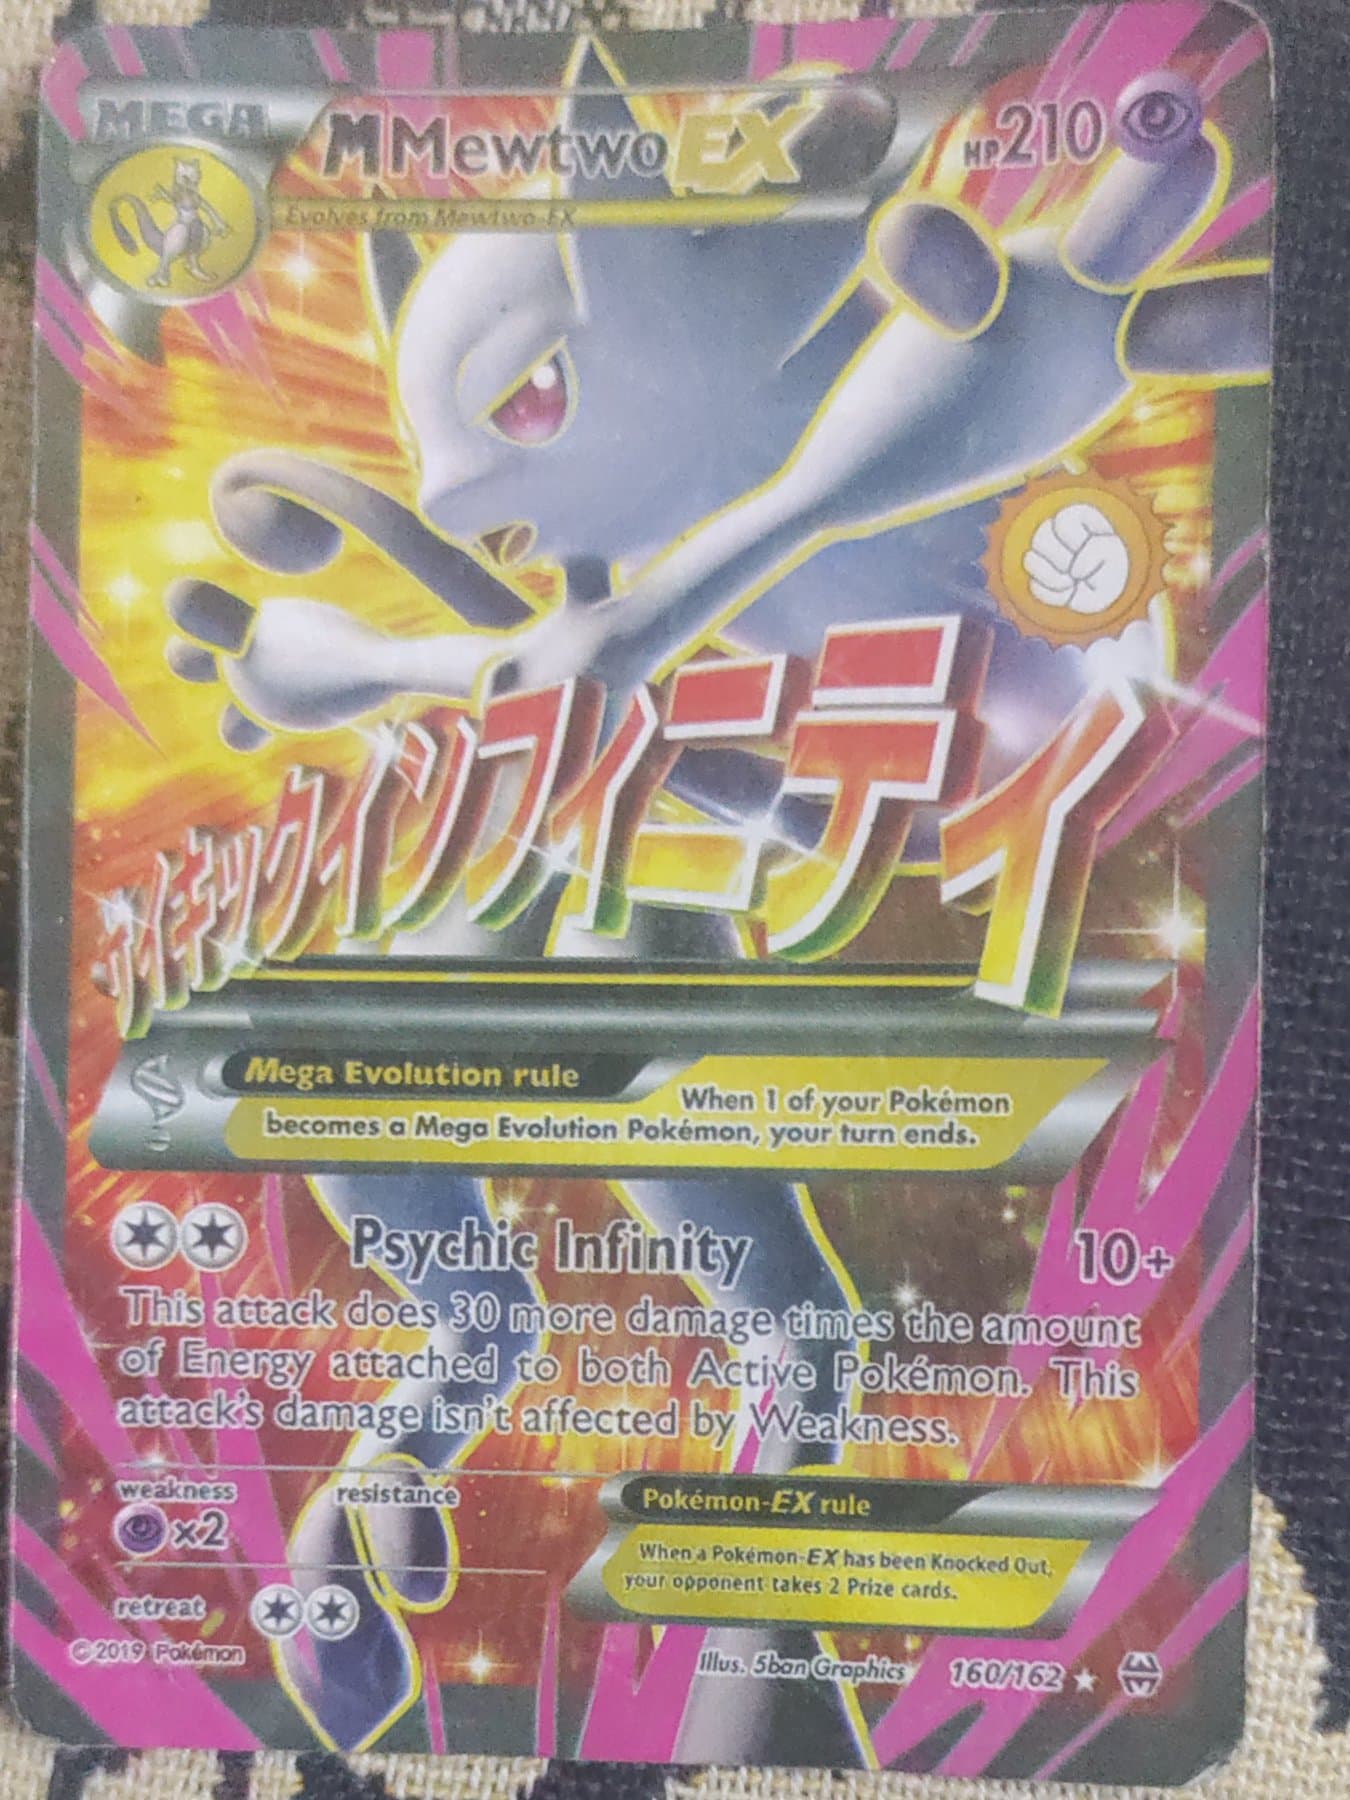 MEGA
M Mewtwo EX
HP210
Evolves from Mewtwo-EX
サイキックインフィニティ
Mega Evolution rule
When 1 of your Pokémon
becomes a Mega Evolution Pokémon, your turn ends.
Psychic Infinity 10+
This attack does 30 more damage times the amount
of Energy attached to both Active Pokémon. This
attack's damage isn't affected by Weakness.
weakness resistance
x2
Pokémon-EX rule
When a Pokémon-EX has been Knocked Out,
your opponent takes 2 Prize cards.
retreat
©2019 Pokémon
Illus. 5ban Graphics 160/162 ★